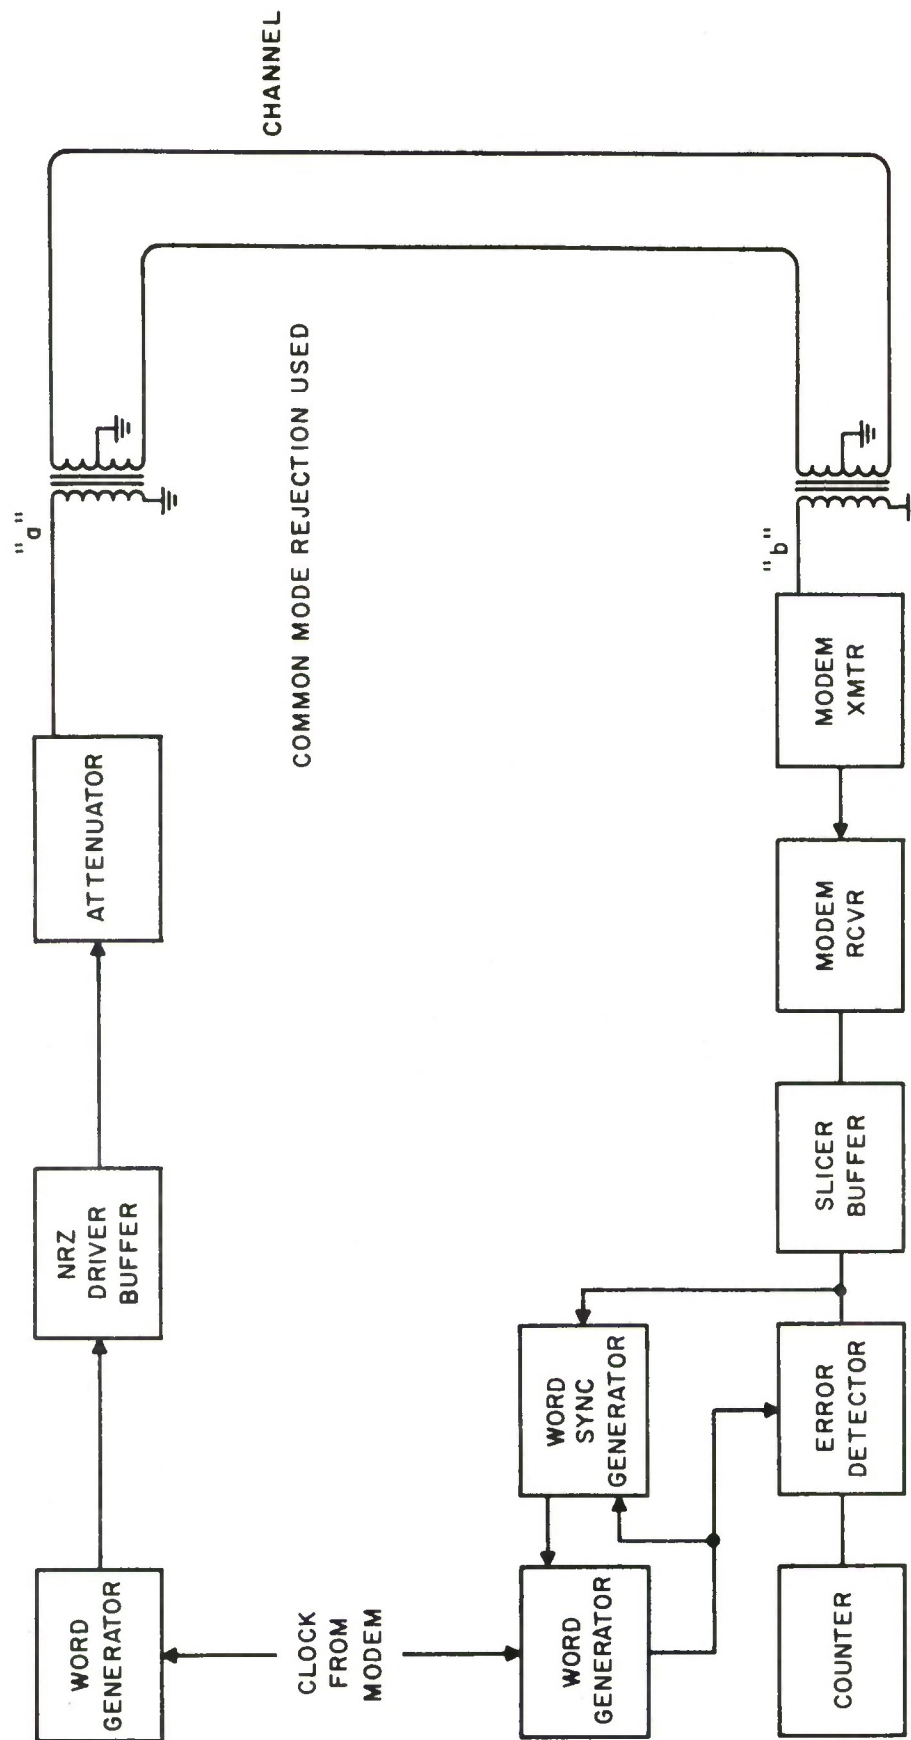 WORD
GENERATOR
NRZ
DRIVER
BUFFER
ATTENUATOR
"a"
CHANNEL
COMMON MODE REJECTION USED
CLOCK
FROM
MODEM
WORD
GENERATOR
WORD
SYNC
GENERATOR
"b"
COUNTER
ERROR
DETECTOR
SLICER
BUFFER
MODEM
RCVR
MODEM
XMTR